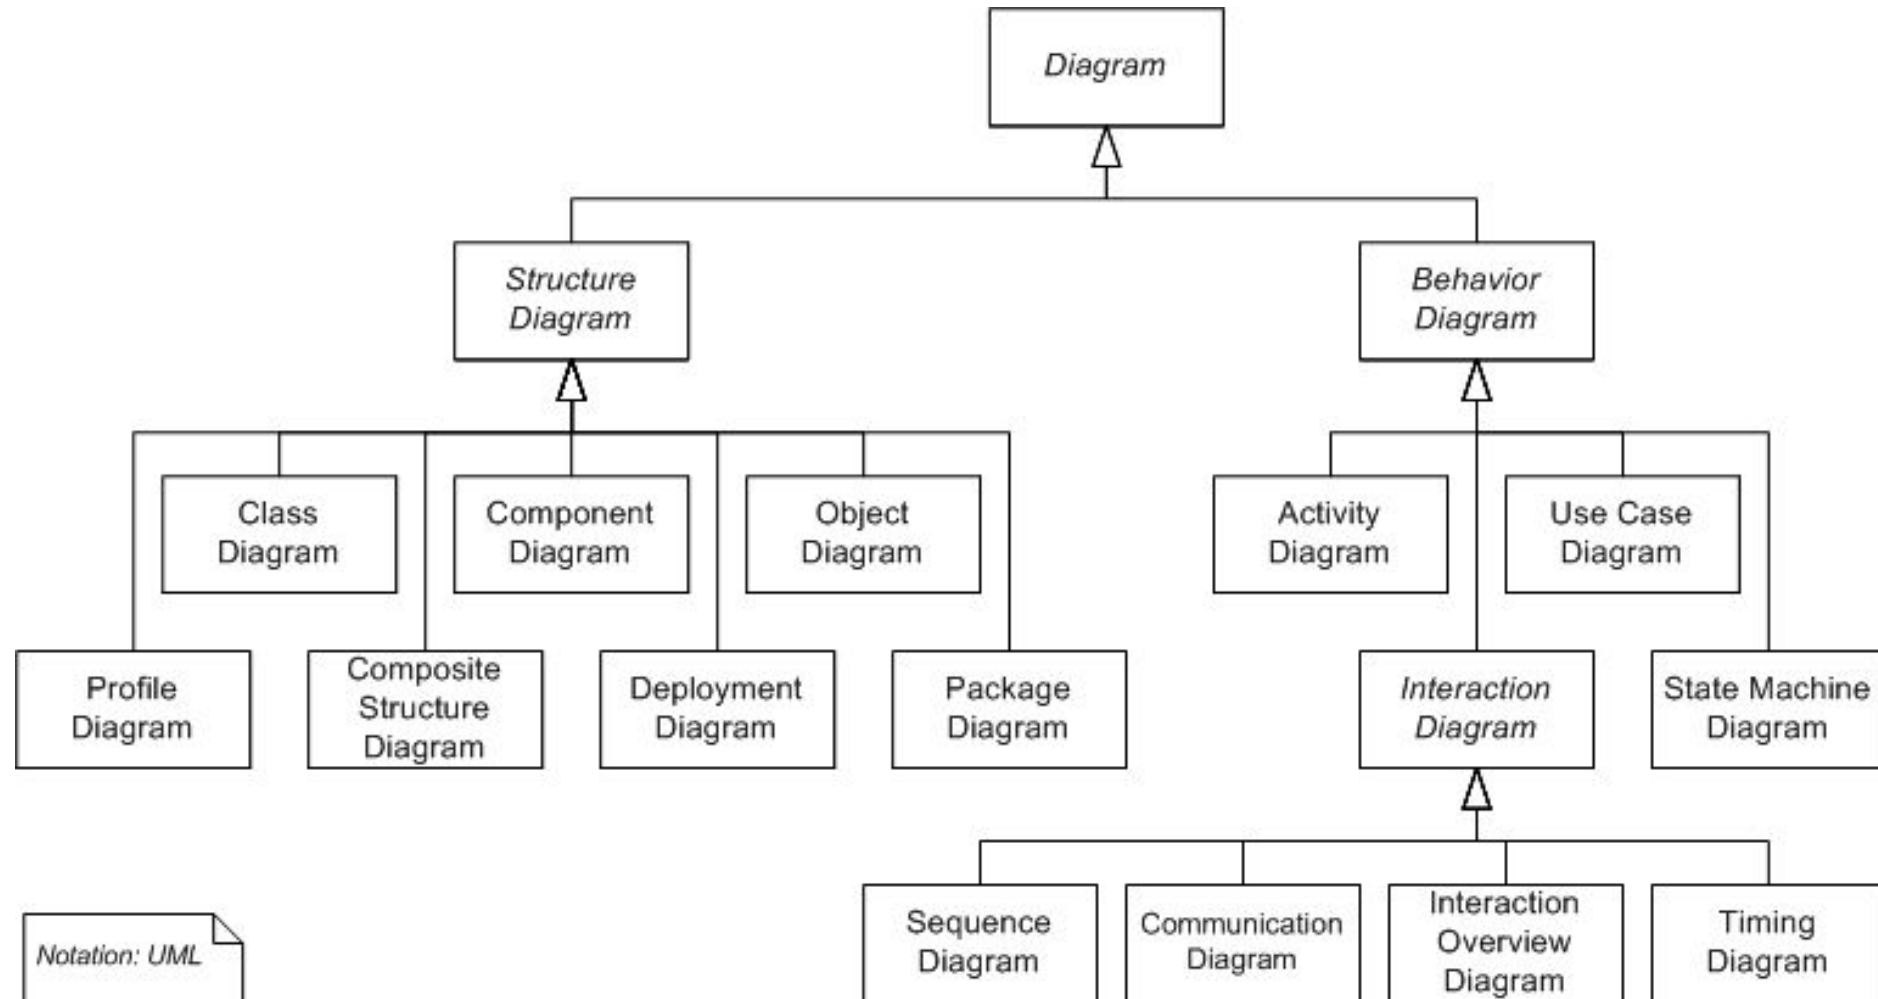 Diagram
Structure
Diagram
Behavior
Diagram
Class
Diagram
Component
Diagram
Object
Diagram
Activity
Diagram
Use Case
Diagram
Profile
Diagram
Composite
Structure
Diagram
Deployment
Diagram
Package
Diagram
Interaction
Diagram
State Machine
Diagram
Sequence
Diagram
Communication
Diagram
Interaction
Overview
Diagram
Timing
Diagram
Notation: UML